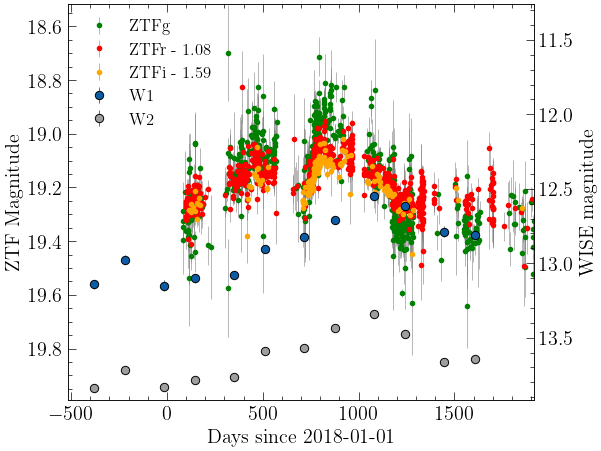 ZTFg
ZTFr - 1.08
ZTFi - 1.59
W1
W2
ZTF Magnitude
18.6
18.8
19.0
19.2
19.4
19.6
19.8
WISE magnitude
11.5
12.0
12.5
13.0
13.5
−500
0
500
1000
1500
Days since 2018-01-01